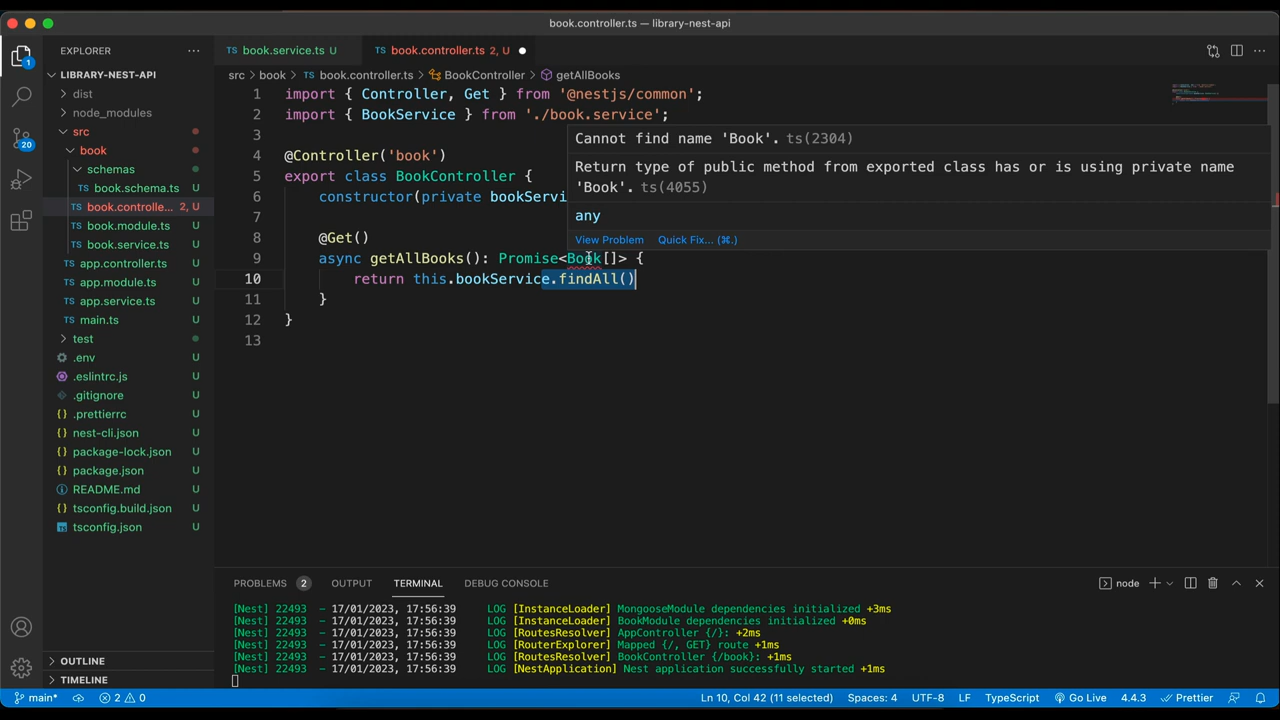 book.controller.ts — library-nest-api
EXPLORER
book.service.ts U
book.controller.ts 2, U
src > book > TS book.controller.ts > BookController > getAllBooks
LIBRARY-NEST-API
dist
node_modules
src
book
schemas
TS book.schema.ts U
TS book.controlle... 2, U
TS book.module.ts U
TS book.service.ts U
TS app.controller.ts U
TS app.module.ts U
TS app.service.ts U
TS main.ts U
test
.env U
.eslintrc.js U
.gitignore U
{} .prettierrc U
{} nest-cli.json U
{} package-lock.json U
{} package.json U
README.md U
tsconfig.build.json U
tsconfig.json U
OUTLINE
TIMELINE
1
20
1 import { Controller, Get } from '@nestjs/common';
2 import { BookService } from './book.service';
3
4 @Controller('book')
5 export class BookController {
6 constructor(private bookServi
7
8 @Get()
9 async getAllBooks(): Promise<Book[]> {
10 return this.bookService.findAll()
11 }
12 }
13
Cannot find name 'Book'. ts(2304)
Return type of public method from exported class has or is using private name
'Book'. ts(4055)
any
View Problem Quick Fix... (⌘.)
PROBLEMS 2 OUTPUT TERMINAL DEBUG CONSOLE
node
[Nest] 22493 - 17/01/2023, 17:56:39 LOG [InstanceLoader] MongooseModule dependencies initialized +3ms
[Nest] 22493 - 17/01/2023, 17:56:39 LOG [InstanceLoader] BookModule dependencies initialized +0ms
[Nest] 22493 - 17/01/2023, 17:56:39 LOG [RoutesResolver] AppController {/}: +2ms
[Nest] 22493 - 17/01/2023, 17:56:39 LOG [RouterExplorer] Mapped {/, GET} route +1ms
[Nest] 22493 - 17/01/2023, 17:56:39 LOG [RoutesResolver] BookController {/book}: +1ms
[Nest] 22493 - 17/01/2023, 17:56:39 LOG [NestApplication] Nest application successfully started +1ms
main* 2 0 Ln 10, Col 42 (11 selected) Spaces: 4 UTF-8 LF TypeScript Go Live 4.4.3 Prettier